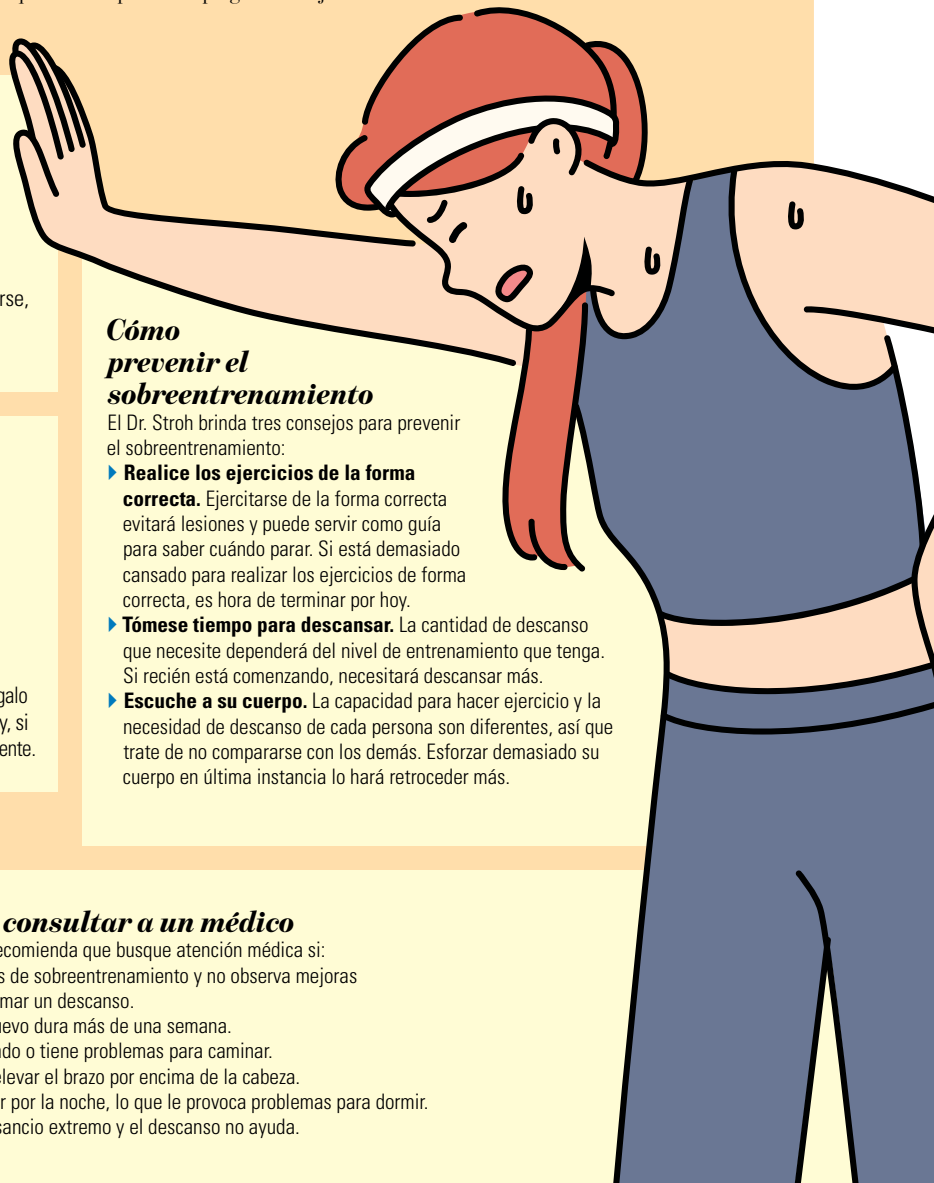 rse,
Cómo
prevenir el
sobreentrenamiento
El Dr. Stroh brinda tres consejos para prevenir
el sobreentrenamiento:
Realice los ejercicios de la forma
correcta. Ejercitarse de la forma correcta
evitará lesiones y puede servir como guía
para saber cuándo parar. Si está demasiado
cansado para realizar los ejercicios de forma
correcta, es hora de terminar por hoy.
Tómese tiempo para descansar. La cantidad de descanso
que necesite dependerá del nivel de entrenamiento que tenga.
Si recién está comenzando, necesitará descansar más.
Escuche a su cuerpo. La capacidad para hacer ejercicio y la
necesidad de descanso de cada persona son diferentes, así que
trate de no compararse con los demás. Esforzar demasiado su
cuerpo en última instancia lo hará retroceder más.
galo
y, si
ente.
consultar a un médico
ecomienda que busque atención médica si:
s de sobreentrenamiento y no observa mejoras
mar un descanso.
uevo dura más de una semana.
ado o tiene problemas para caminar.
elevar el brazo por encima de la cabeza.
r por la noche, lo que le provoca problemas para dormir.
sancio extremo y el descanso no ayuda.